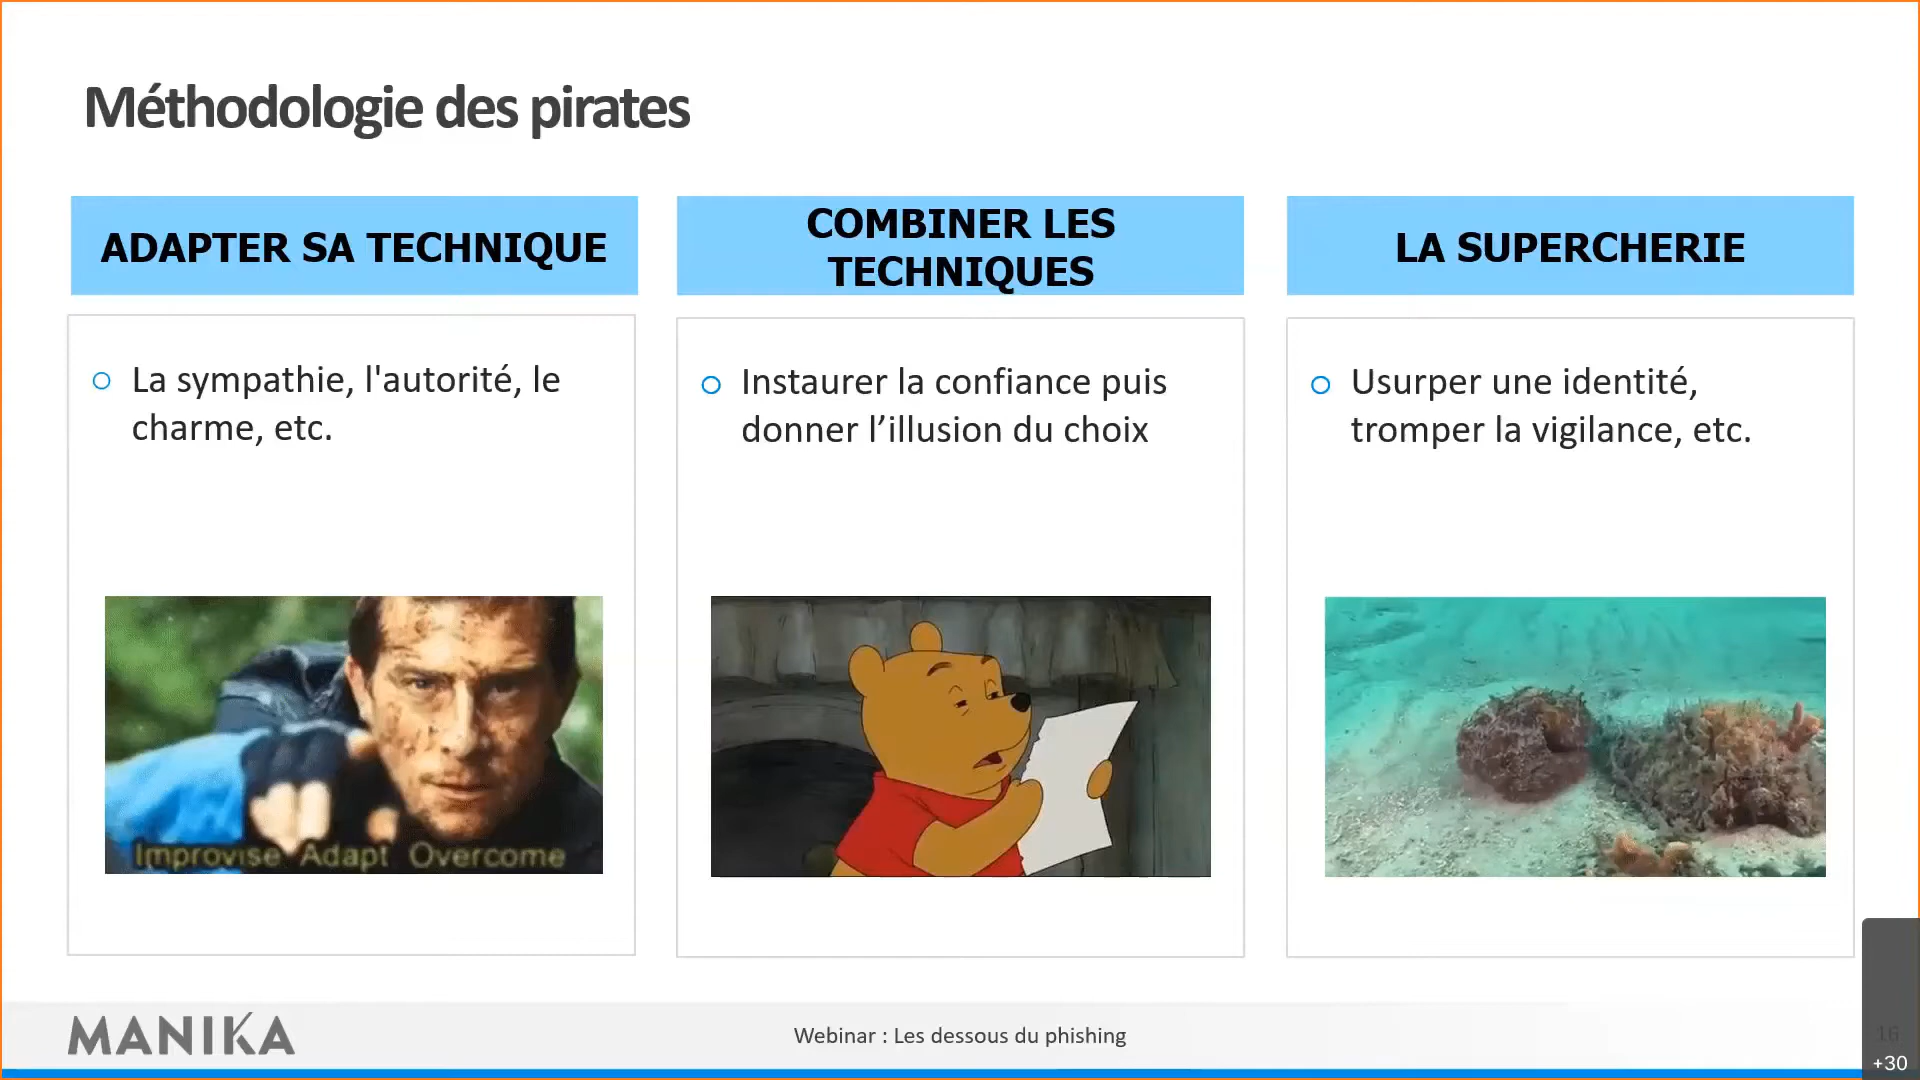 Méthodologie des pirates
ADAPTER SA TECHNIQUE
La sympathie, l'autorité, le
charme, etc.
Improvise Adapt Overcome
COMBINER LES
TECHNIQUES
Instaurer la confiance puis
donner l’illusion du choix
LA SUPERCHERIE
Usurper une identité,
tromper la vigilance, etc.
MANIKA
Webinar : Les dessous du phishing
16
+30